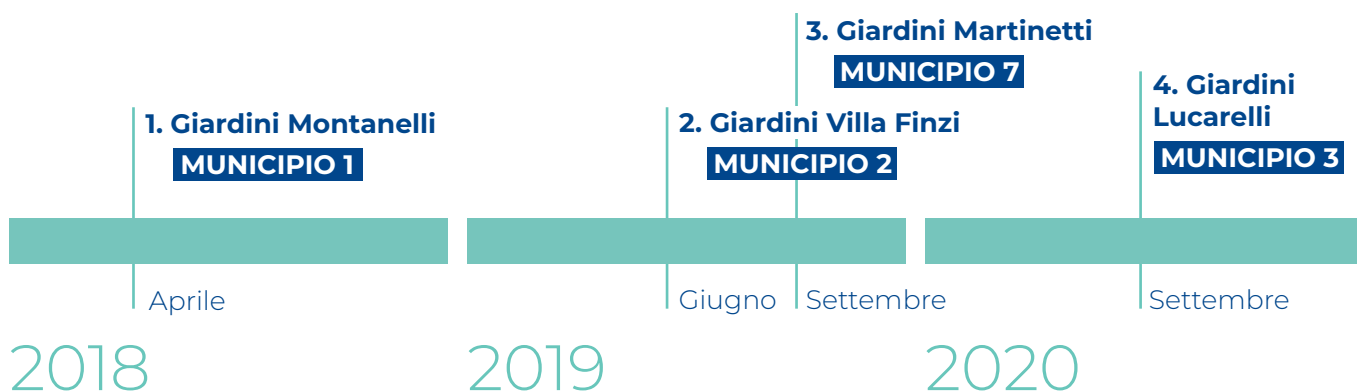 1. Giardini Montanelli
MUNICIPIO 1
2. Giardini Villa Finzi
MUNICIPIO 2
3. Giardini Martinetti
MUNICIPIO 7
4. Giardini
Lucarelli
MUNICIPIO 3
Aprile
Giugno
Settembre
Settembre
2018
2019
2020